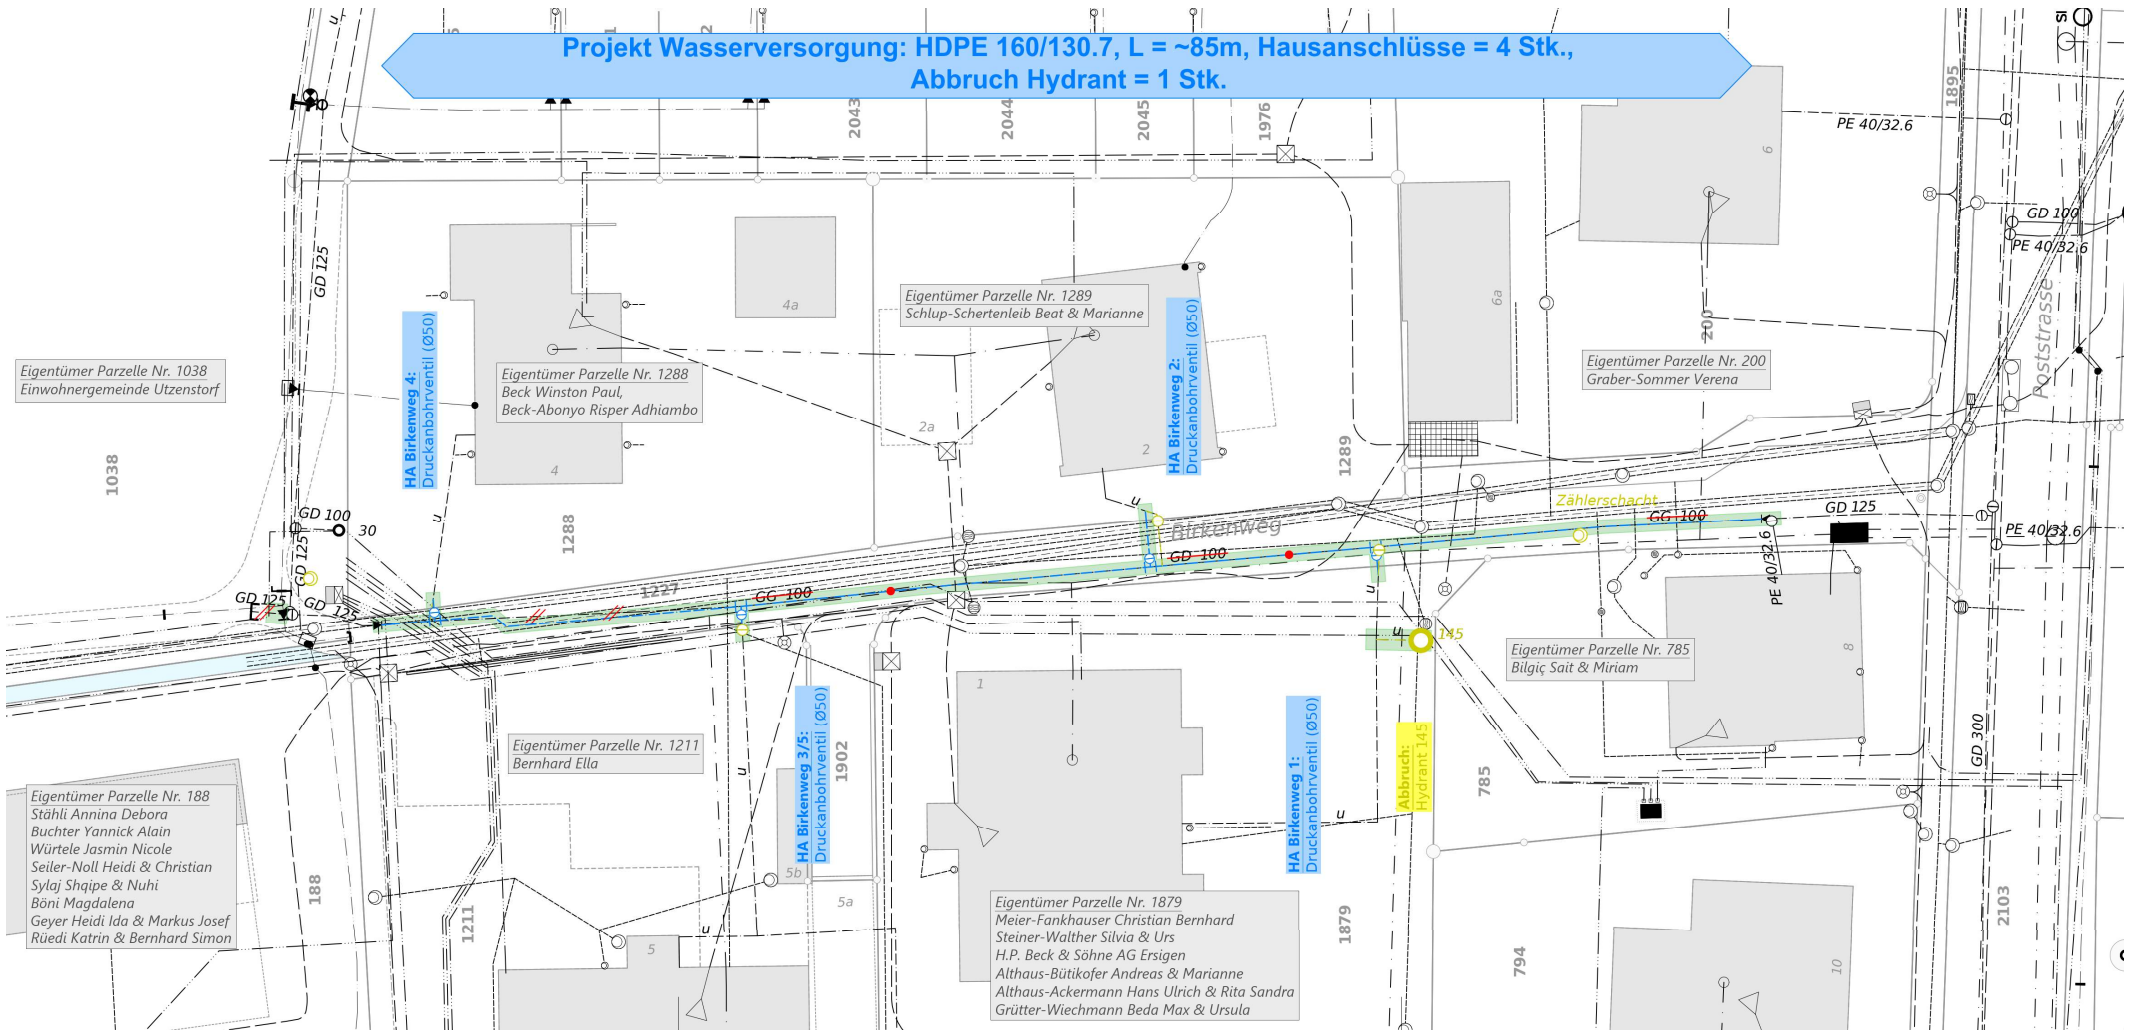 Projekt Wasserversorgung: HDPE 160/130.7, L = ~85m, Hausanschlüsse = 4 Stk.,
Abbruch Hydrant = 1 Stk.
2043
2044
2045
1976
1895
IS
u
PE 40/32.6
6
GD 100
PE 40/32.6
GD 125
4a
6a
200
Poststrasse
Eigentümer Parzelle Nr. 1289
Schlup-Schertenleib Beat & Marianne
Eigentümer Parzelle Nr. 1038
Einwohnergemeinde Utzenstorf
Eigentümer Parzelle Nr. 1288
Beck Winston Paul,
Beck-Abonyo Risper Adhiambo
Eigentümer Parzelle Nr. 200
Graber-Sommer Verena
HA Birkenweg 4:
Druckanbohrventil (Ø50)
HA Birkenweg 2:
Druckanbohrventil (Ø50)
2a
2
4
1038
1288
1289
u
u
GD 100
30
GD 125
GD 125
GD 125
1227
Birkenweg
GD 100
GG 100
Zählerschacht
GG 100
GD 125
PE 40/32.6
PE 40/32.6
u
u
145
8
Eigentümer Parzelle Nr. 785
Bilgiç Sait & Miriam
1
Eigentümer Parzelle Nr. 1211
Bernhard Ella
HA Birkenweg 3/5:
Druckanbohrventil (Ø50)
1902
HA Birkenweg 1:
Druckanbohrventil (Ø50)
Abbruch:
Hydrant 145
785
GD 300
u
u
u
Eigentümer Parzelle Nr. 188
Stähli Annina Debora
Buchter Yannick Alain
Würtele Jasmin Nicole
Seiler-Noll Heidi & Christian
Sylaj Shqipe & Nuhi
Böni Magdalena
Geyer Heidi Ida & Markus Josef
Rüedi Katrin & Bernhard Simon
188
1211
5b
5a
5
Eigentümer Parzelle Nr. 1879
Meier-Fankhauser Christian Bernhard
Steiner-Walther Silvia & Urs
H.P. Beck & Söhne AG Ersigen
Althaus-Bütikofer Andreas & Marianne
Althaus-Ackermann Hans Ulrich & Rita Sandra
Grütter-Wiechmann Beda Max & Ursula
1879
794
10
2103